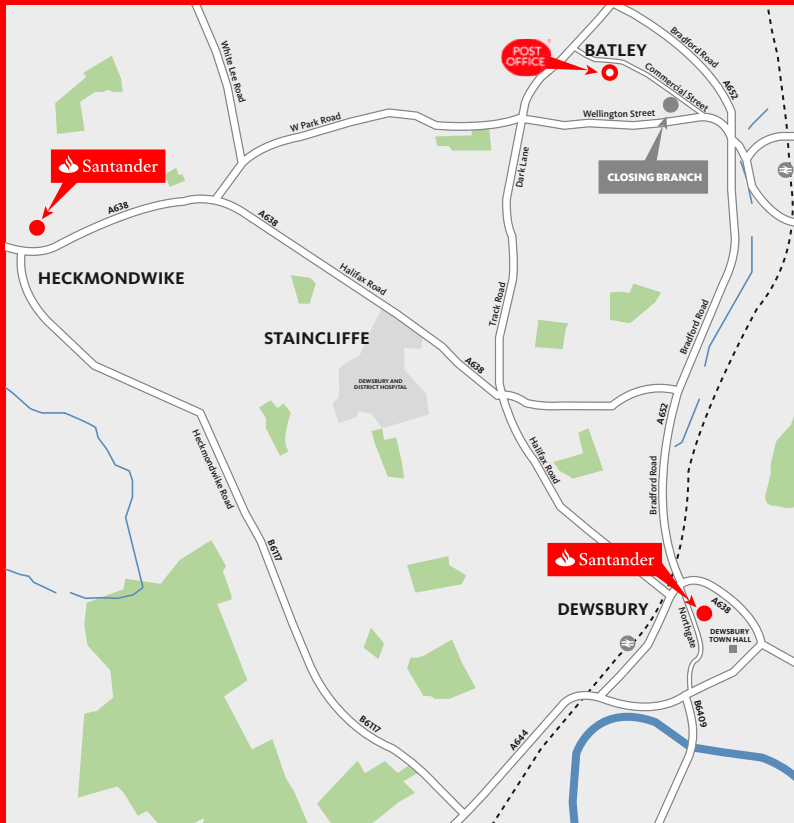 POST
OFFICE
BATLEY
Bradford Road
White Lee Road
Commercial Street
A652
Wellington Street
W Park Road
Santander
Dark Lane
CLOSING BRANCH
A638
A638
HECKMONDWIKE
Halifax Road
Track Road
Bradford Road
STAINCLIFFE
A638
DEWSBURY AND
DISTRICT HOSPITAL
A652
Heckmondwike Road
Halifax Road
Bradford Road
B6117
Santander
DEWSBURY
A638
Northgate
DEWSBURY
TOWN HALL
B6117
A644
B6409